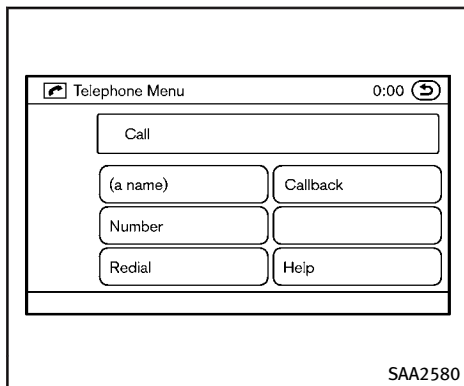 Telephone Menu 0:00
Call
(a name) Callback
Number
Redial Help
SAA2580